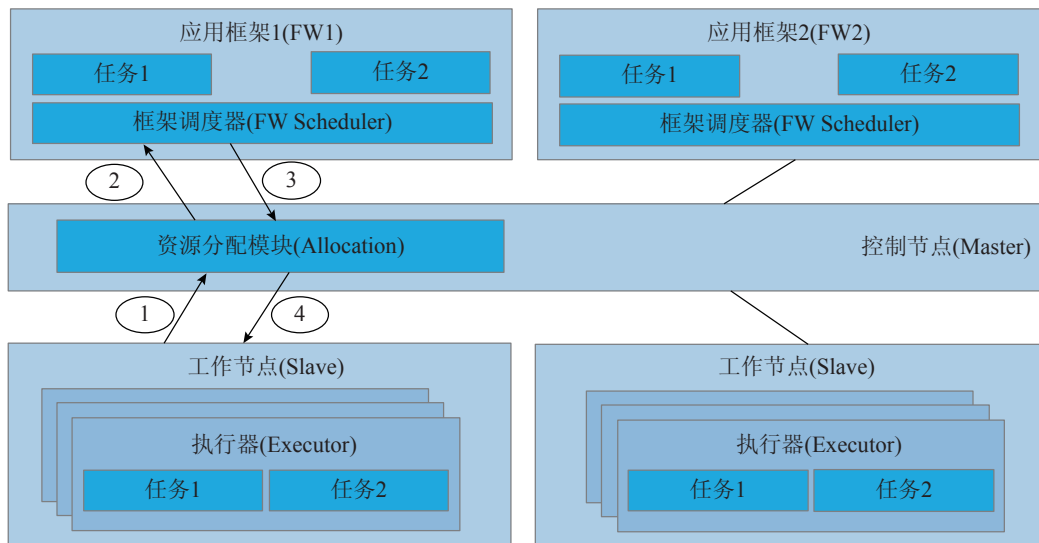 应用框架1(FW1)
任务1
任务2
框架调度器(FW Scheduler)
应用框架2(FW2)
任务1
任务2
框架调度器(FW Scheduler)
2
3
资源分配模块(Allocation)
控制节点(Master)
1
4
工作节点(Slave)
执行器(Executor)
任务1
任务2
工作节点(Slave)
执行器(Executor)
任务1
任务2